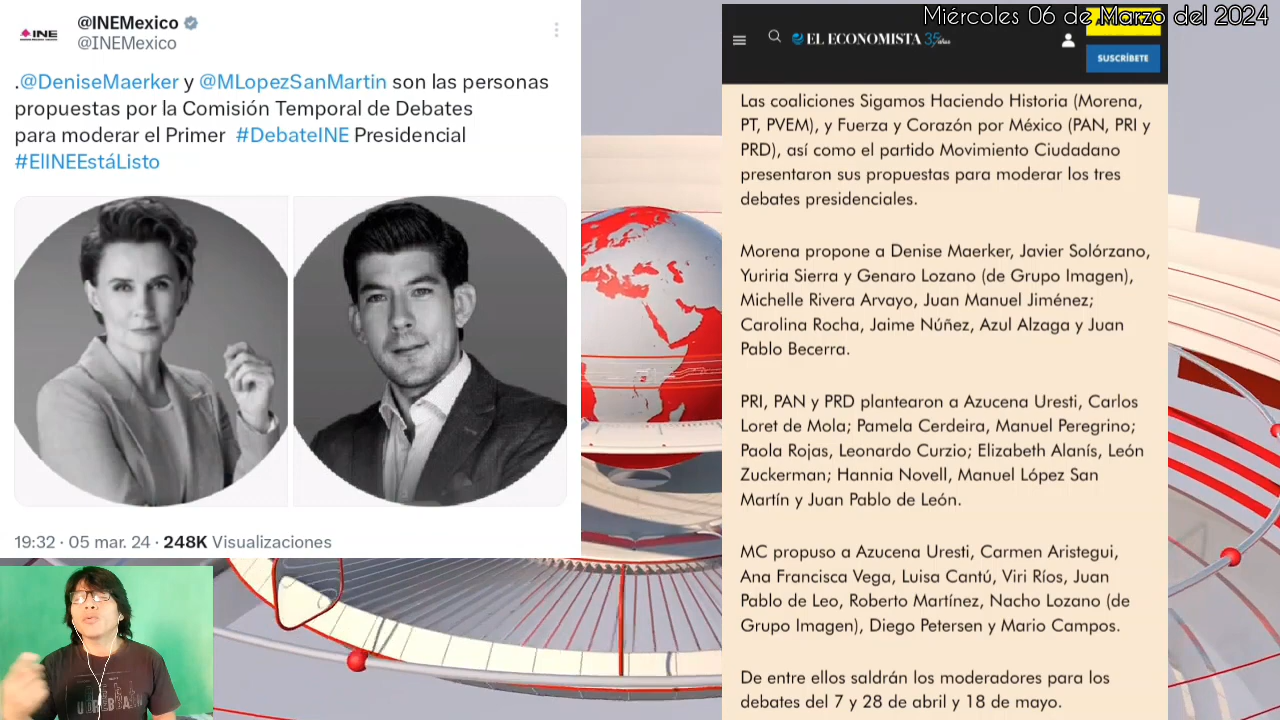 Miércoles 06 de Marzo del 2024
INE
@INEMexico
@INEMexico
.@DeniseMaerker y @MLopezSanMartin son las personas
propuestas por la Comisión Temporal de Debates
para moderar el Primer #DebateINE Presidencial
#ElINEEstáListo
19:32 · 05 mar. 24 · 248K Visualizaciones
EL ECONOMISTA 35 años
SUSCRÍBETE
Las coaliciones Sigamos Haciendo Historia (Morena,
PT, PVEM), y Fuerza y Corazón por México (PAN, PRI y
PRD), así como el partido Movimiento Ciudadano
presentaron sus propuestas para moderar los tres
debates presidenciales.
Morena propone a Denise Maerker, Javier Solórzano,
Yuriria Sierra y Genaro Lozano (de Grupo Imagen),
Michelle Rivera Arvayo, Juan Manuel Jiménez;
Carolina Rocha, Jaime Núñez, Azul Alzaga y Juan
Pablo Becerra.
PRI, PAN y PRD plantearon a Azucena Uresti, Carlos
Loret de Mola; Pamela Cerdeira, Manuel Peregrino;
Paola Rojas, Leonardo Curzio; Elizabeth Alanís, León
Zuckerman; Hannia Novell, Manuel López San
Martín y Juan Pablo de León.
MC propuso a Azucena Uresti, Carmen Aristegui,
Ana Francisca Vega, Luisa Cantú, Viri Ríos, Juan
Pablo de Leo, Roberto Martínez, Nacho Lozano (de
Grupo Imagen), Diego Petersen y Mario Campos.
De entre ellos saldrán los moderadores para los
debates del 7 y 28 de abril y 18 de mayo.